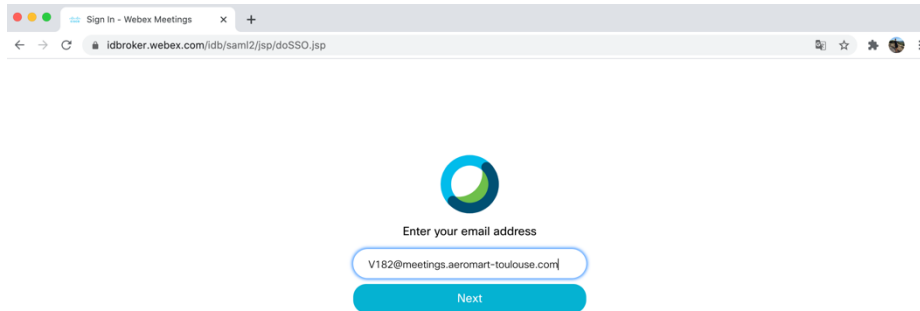 Sign In - Webex Meetings
idbroker.webex.com/idb/saml2/jsp/doSSO.jsp
Enter your email address
V182@meetings.aeromart-toulouse.com
Next